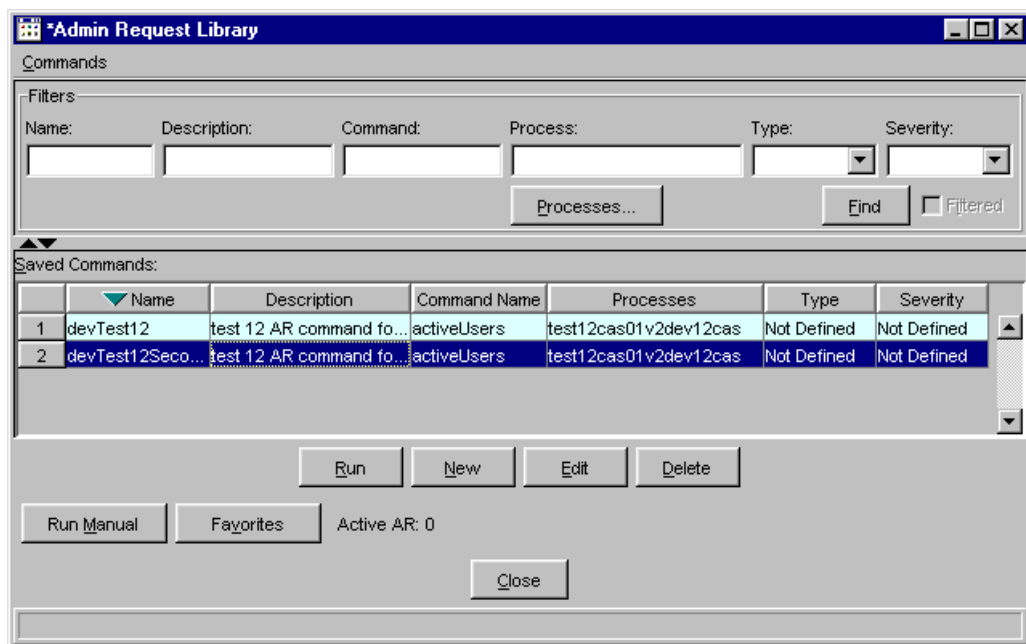 *Admin Request Library
Commands
Filters
Name: Description: Command: Process: Type: Severity:
Processes... Find Filtered
Saved Commands:
Name Description Command Name Processes Type Severity
1 devTest12 test 12 AR command fo... activeUsers test12cas01v2dev12cas Not Defined Not Defined
2 devTest12Seco... test 12 AR command fo... activeUsers test12cas01v2dev12cas Not Defined Not Defined
Run New Edit Delete
Run Manual Favorites Active AR: 0
Close